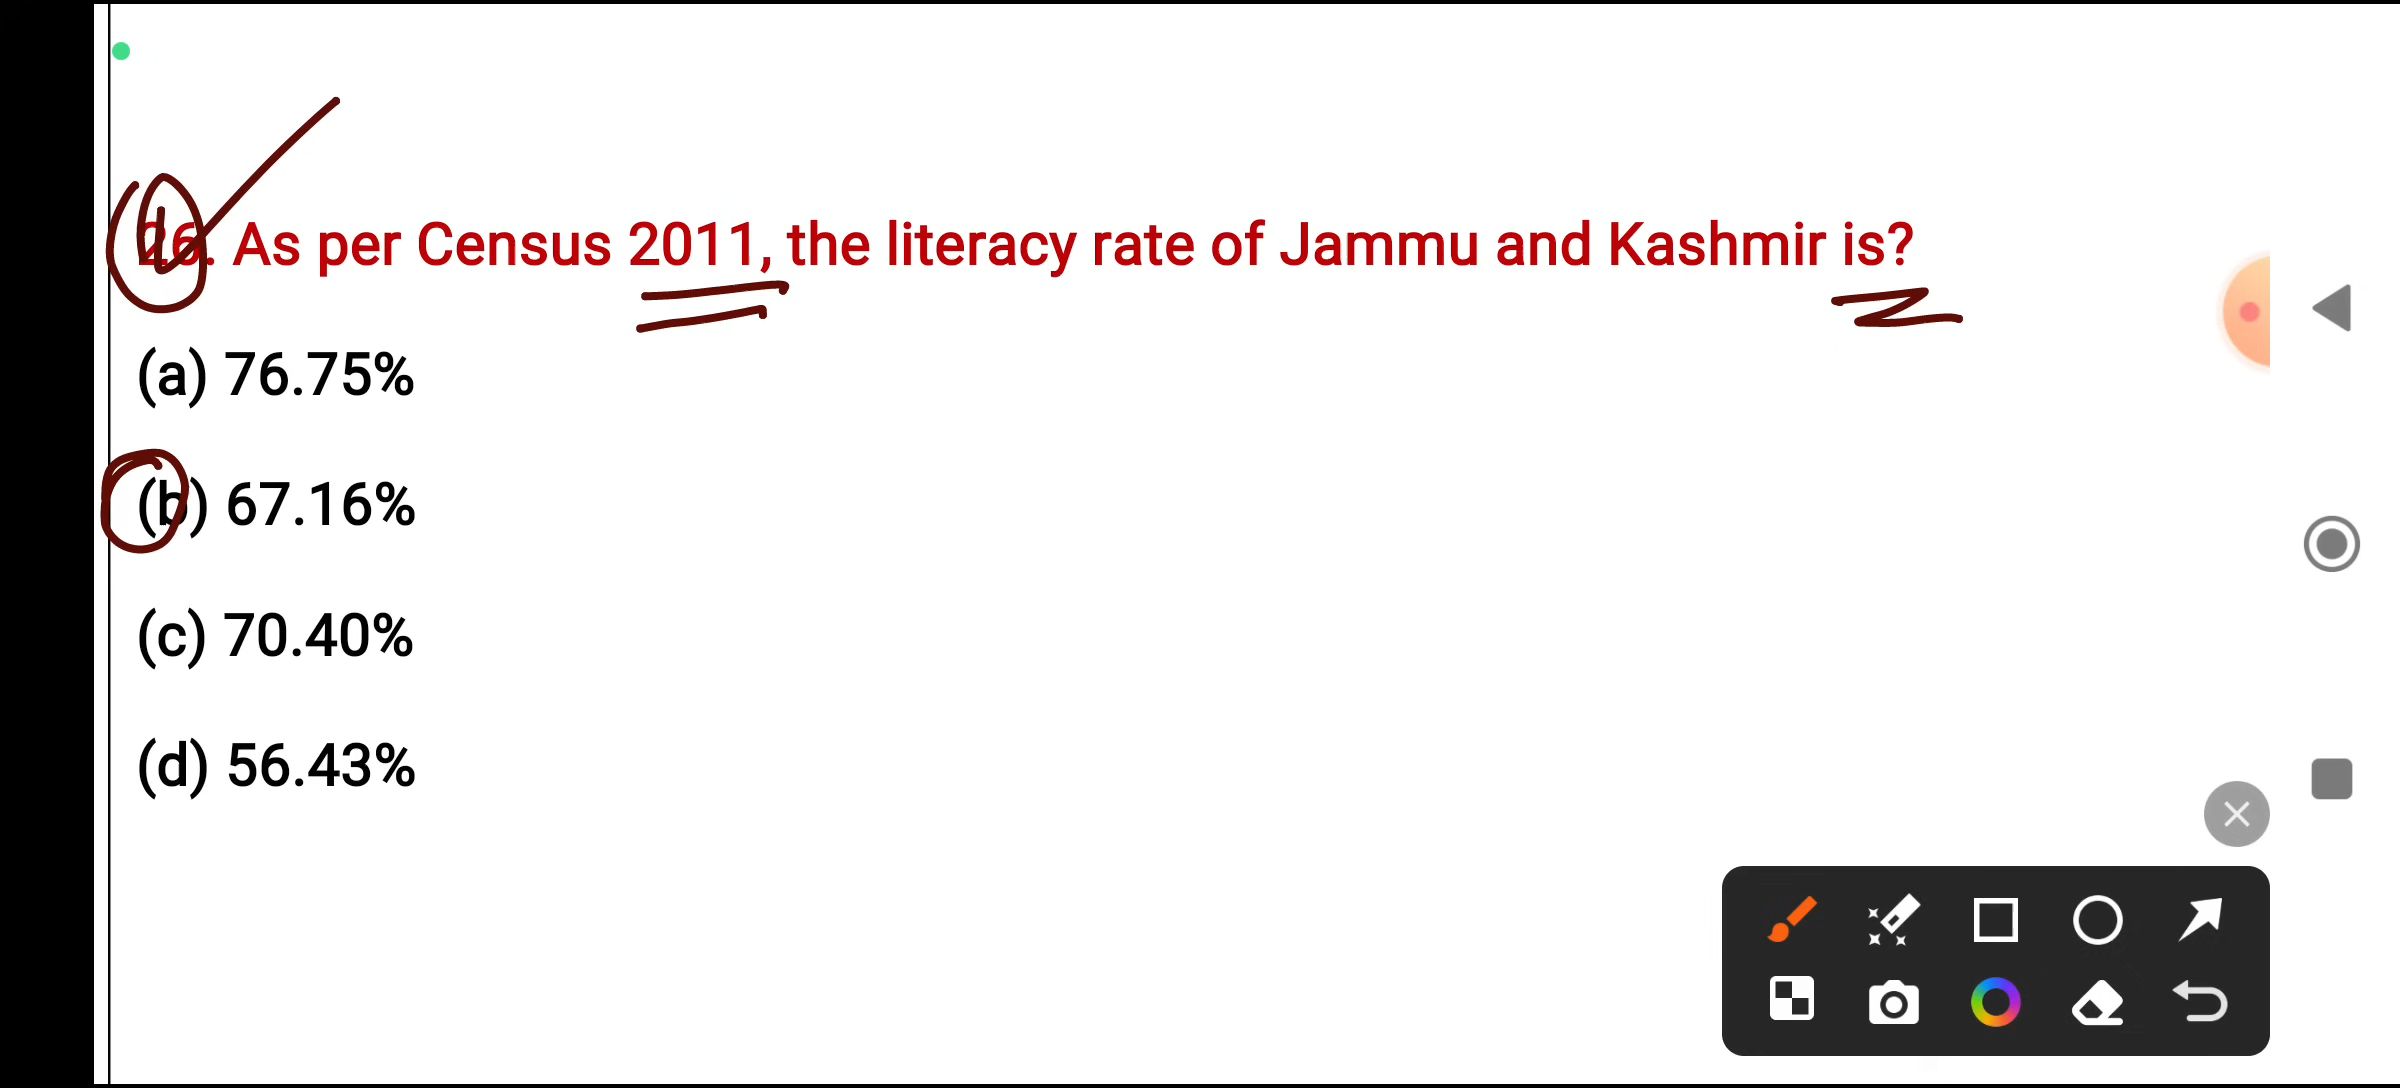 26. As per Census 2011, the literacy rate of Jammu and Kashmir is?
(a) 76.75%
(b) 67.16%
(c) 70.40%
(d) 56.43%